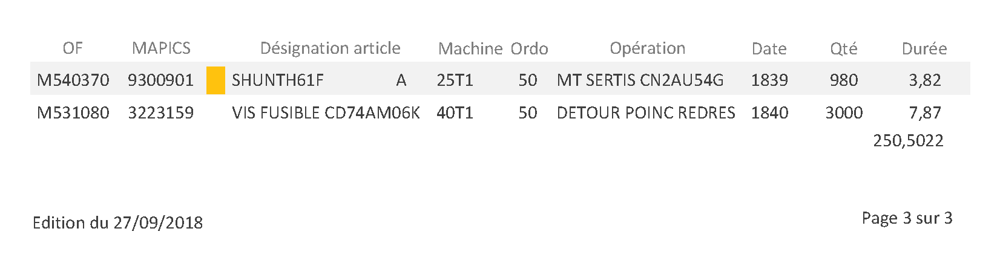 OF MAPICS Désignation article Machine Ordo Opération Date Qté Durée
M540370 9300901 SHUNTH61F A 25T1 50 MT SERTIS CN2AU54G 1839 980 3,82
M531080 3223159 VIS FUSIBLE CD74AM06K 40T1 50 DETOUR POINC REDRES 1840 3000 7,87
250,5022
Edition du 27/09/2018
Page 3 sur 3